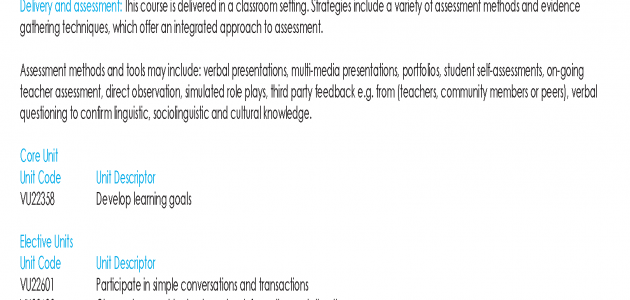 Delivery and assessment: This course is delivered in a classroom setting. Strategies include a variety of assessment methods and evidence
gathering techniques, which offer an integrated approach to assessment.
Assessment methods and tools may include: verbal presentations, multi-media presentations, portfolios, student self-assessments, on-going
teacher assessment, direct observation, simulated role plays, third party feedback e.g. from (teachers, community members or peers), verbal
questioning to confirm linguistic, sociolinguistic and cultural knowledge.
Core Unit
Unit Code Unit Descriptor
VU22358 Develop learning goals
Elective Units
Unit Code Unit Descriptor
VU22601 Participate in simple conversations and transactions